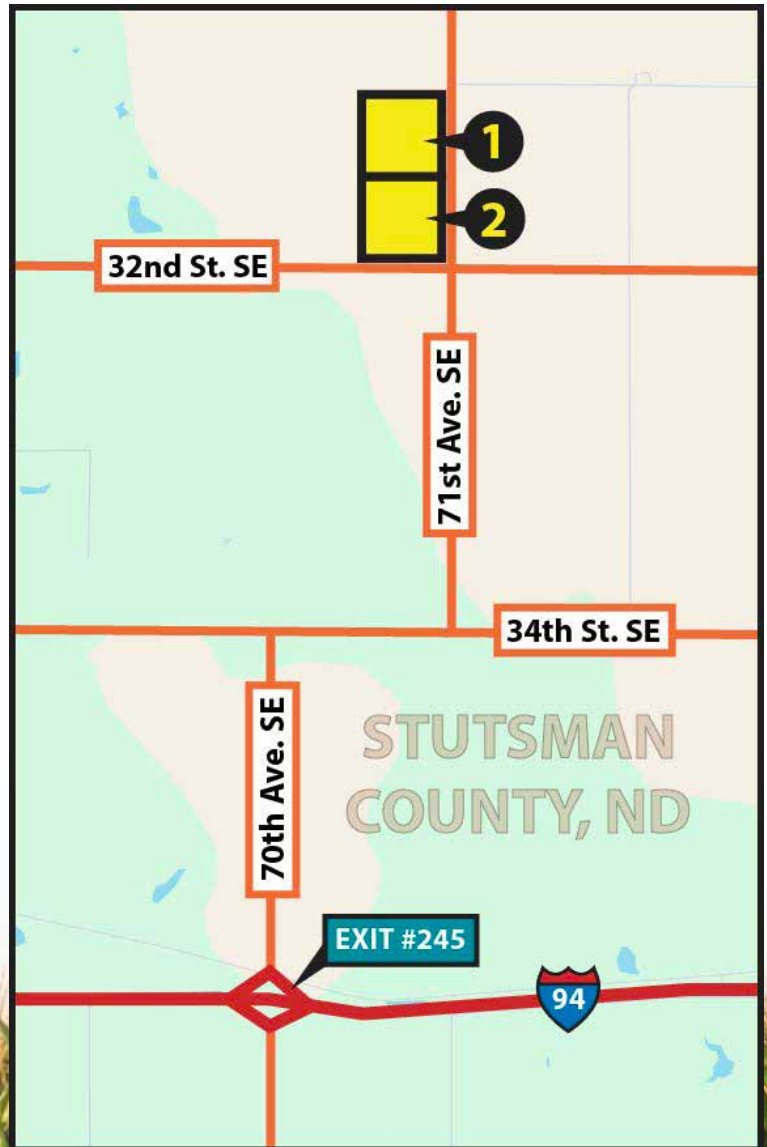 1
2
32nd St. SE
71st Ave. SE
34th St. SE
70th Ave. SE
STUTSMAN
COUNTY, ND
EXIT #245
94